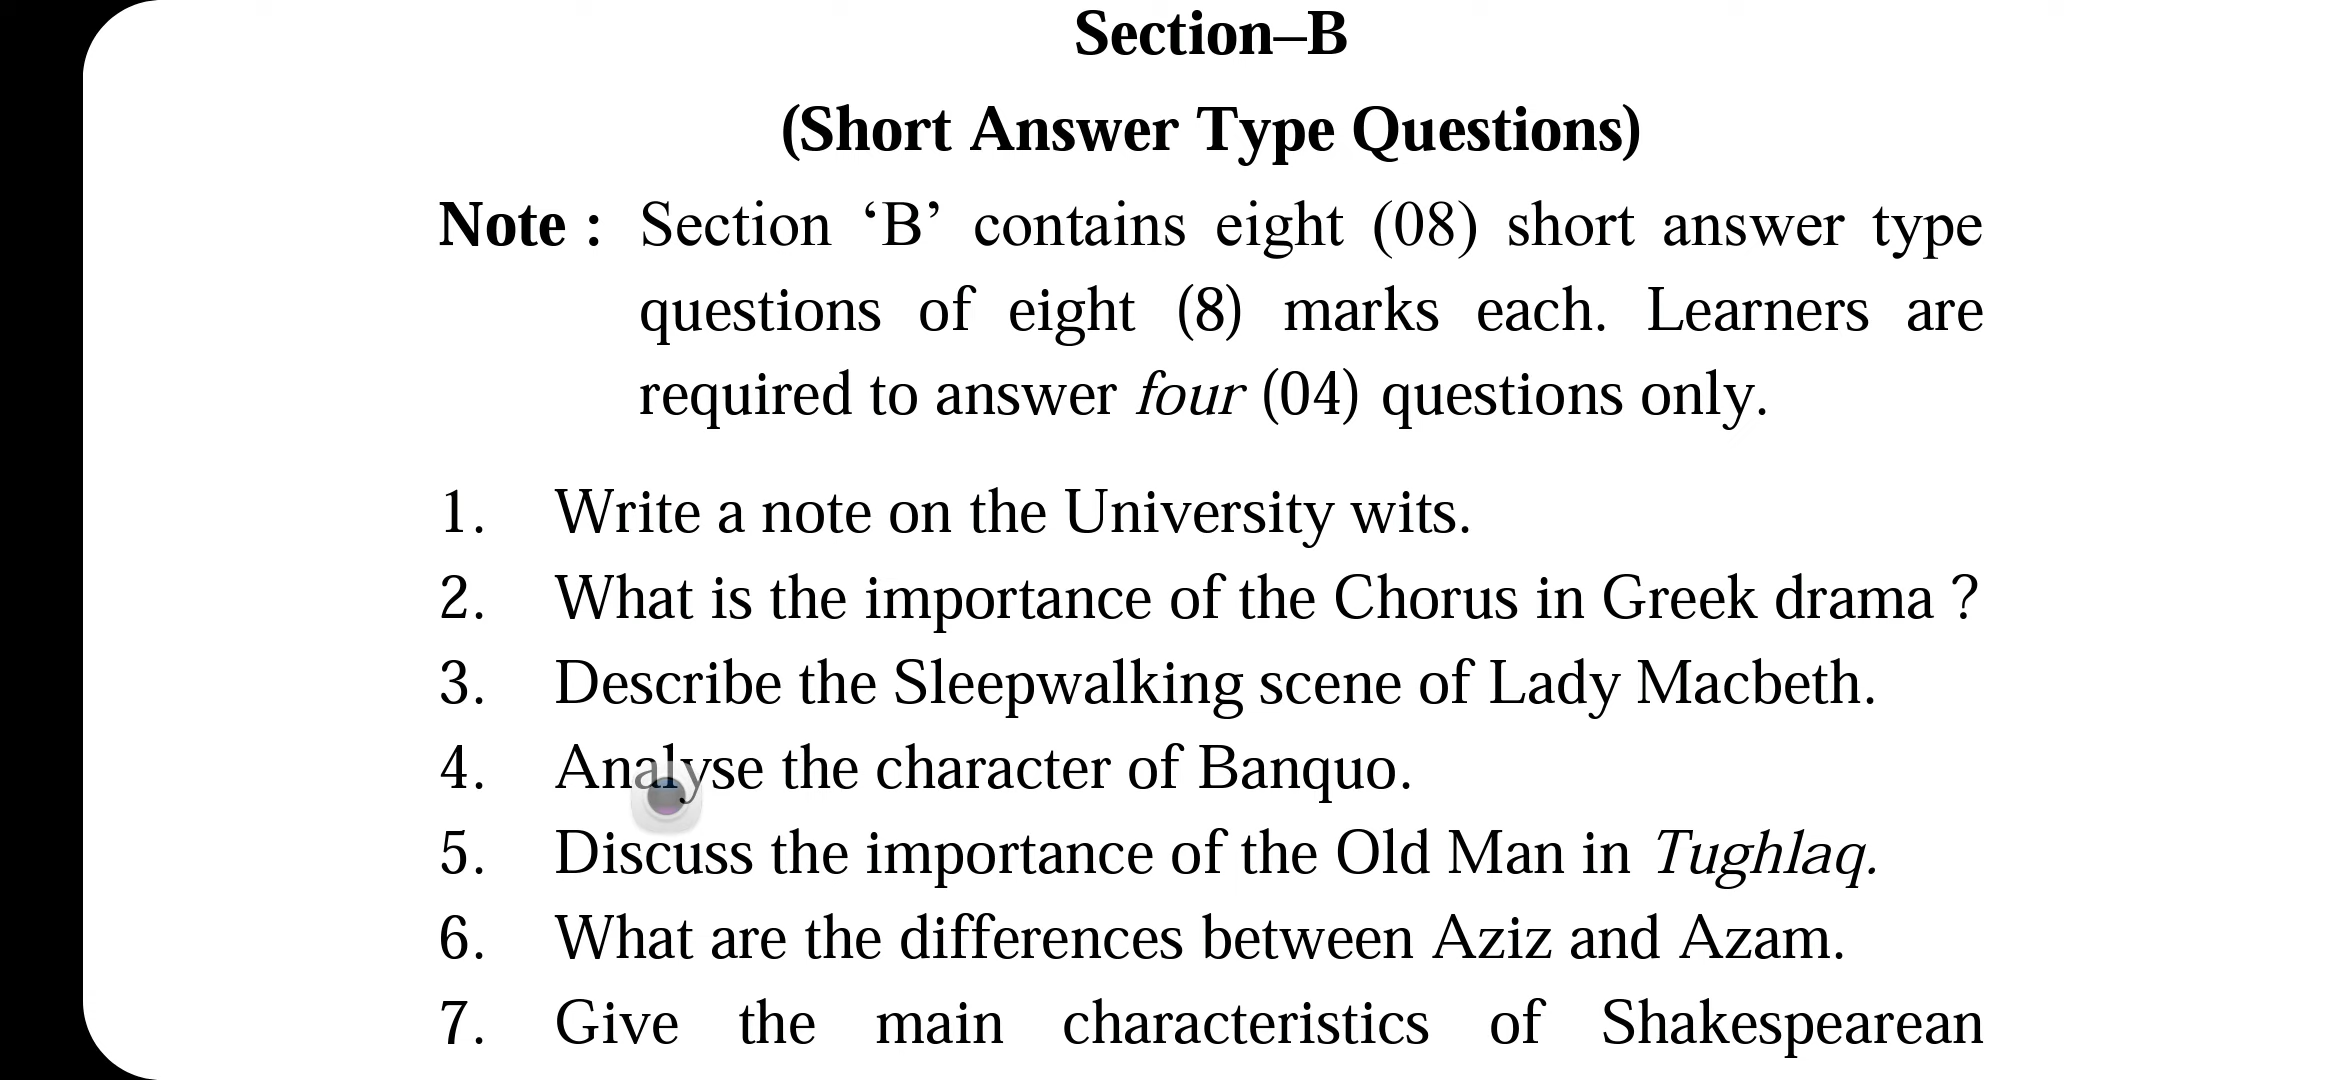 Section–B
(Short Answer Type Questions)
Note : Section ‘B’ contains eight (08) short answer type
questions of eight (8) marks each. Learners are
required to answer four (04) questions only.
1. Write a note on the University wits.
2. What is the importance of the Chorus in Greek drama ?
3. Describe the Sleepwalking scene of Lady Macbeth.
4. Analyse the character of Banquo.
5. Discuss the importance of the Old Man in Tughlaq.
6. What are the differences between Aziz and Azam.
7. Give the main characteristics of Shakespearean